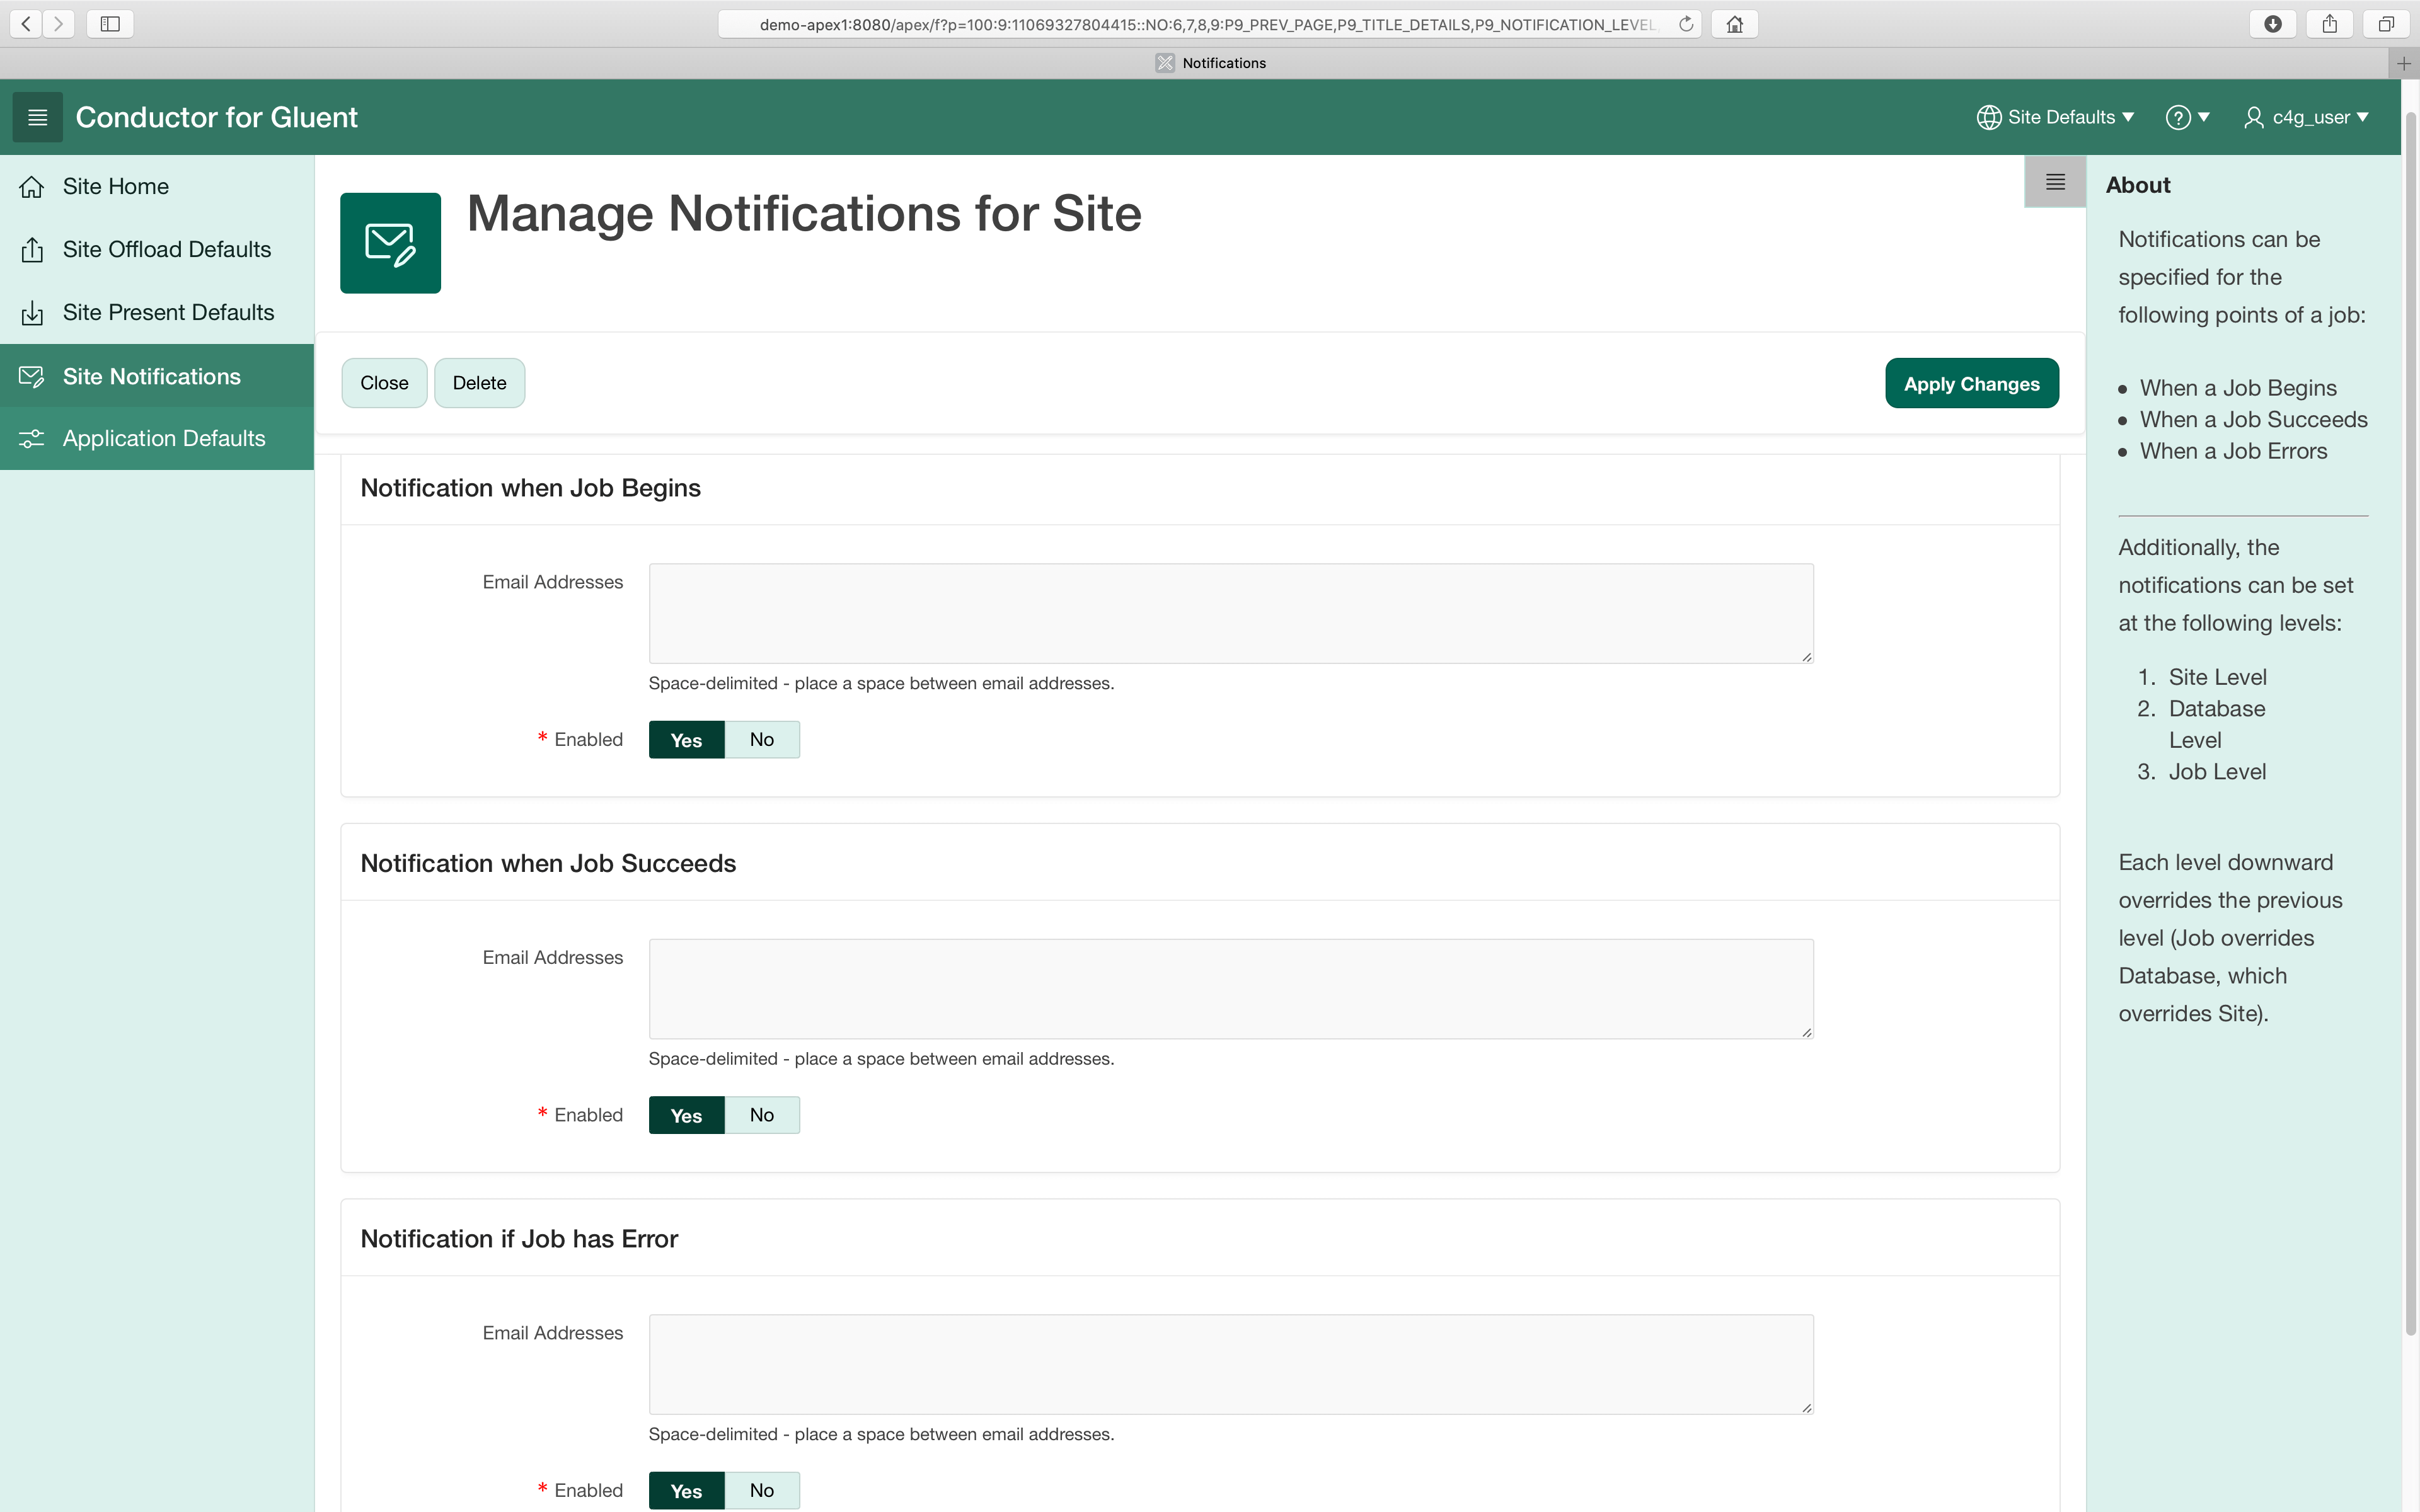 demo-apex1:8080/apex/f?p=100:9:11069327804415::NO:6,7,8,9:P9_PREV_PAGE,P9_TITLE_DETAILS,P9_NOTIFICATION_LEVEL
Notifications
Conductor for Gluent
Site Defaults
?
c4g_user
Site Home
Site Offload Defaults
Site Present Defaults
Site Notifications
Application Defaults
Manage Notifications for Site
Close
Delete
Apply Changes
Notification when Job Begins
Email Addresses
Space-delimited - place a space between email addresses.
* Enabled
Yes
No
Notification when Job Succeeds
Email Addresses
Space-delimited - place a space between email addresses.
* Enabled
Yes
No
Notification if Job has Error
Email Addresses
Space-delimited - place a space between email addresses.
* Enabled
Yes
No
About
Notifications can be
specified for the
following points of a job:
• When a Job Begins
• When a Job Succeeds
• When a Job Errors
Additionally, the
notifications can be set
at the following levels:
1. Site Level
2. Database
Level
3. Job Level
Each level downward
overrides the previous
level (Job overrides
Database, which
overrides Site).